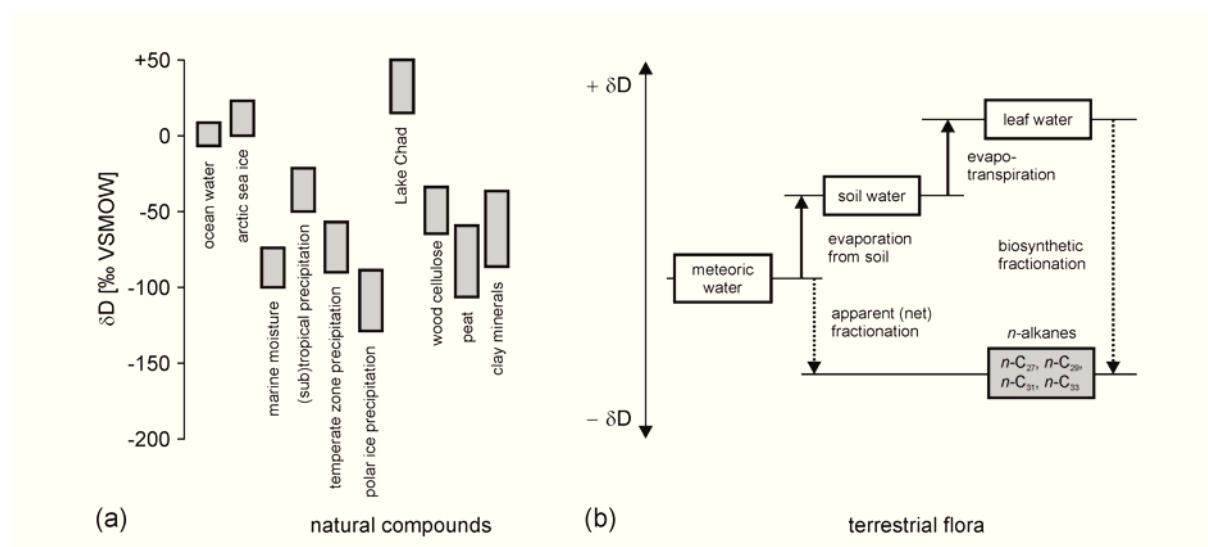 δD [‰ VSMOW]
+50
0
-50
-100
-150
-200
ocean water
arctic sea ice
marine moisture
(sub)tropical precipitation
temperate zone precipitation
polar ice precipitation
Lake Chad
wood cellulose
peat
clay minerals
(a)
natural compounds
+ δD
− δD
meteoric
water
evaporation
from soil
soil water
evapo-
transpiration
leaf water
apparent (net)
fractionation
biosynthetic
fractionation
n-alkanes
n-C₂₇, n-C₂₉,
n-C₃₁, n-C₃₃
(b)
terrestrial flora